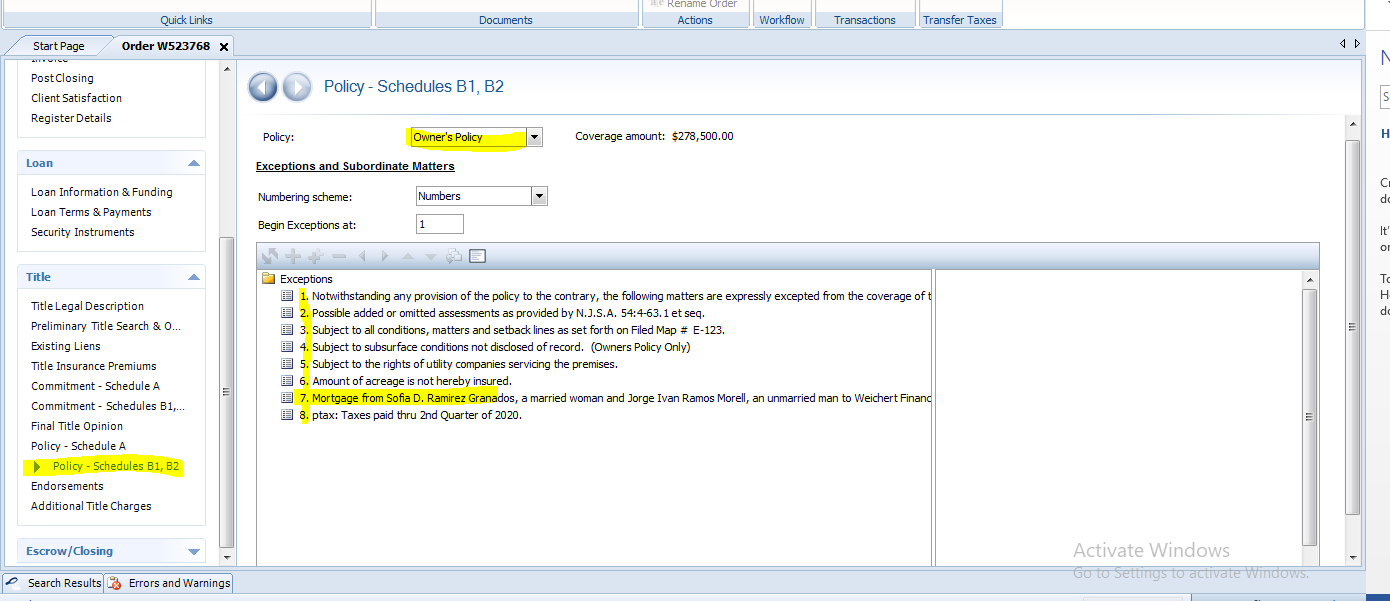 Rename Order
Quick Links
Documents
Actions
Workflow
Transactions
Transfer Taxes
Start Page
Order W523768
Invoice
Post Closing
Client Satisfaction
Register Details
Loan
Loan Information & Funding
Loan Terms & Payments
Security Instruments
Title
Title Legal Description
Preliminary Title Search & O...
Existing Liens
Title Insurance Premiums
Commitment - Schedule A
Commitment - Schedules B1,...
Final Title Opinion
Policy - Schedule A
Policy - Schedules B1, B2
Endorsements
Additional Title Charges
Escrow/Closing
Policy - Schedules B1, B2
Policy: Owner's Policy Coverage amount: $278,500.00
Exceptions and Subordinate Matters
Numbering scheme: Numbers
Begin Exceptions at: 1
Exceptions
1. Notwithstanding any provision of the policy to the contrary, the following matters are expressly excepted from the coverage of t
2. Possible added or omitted assessments as provided by N.J.S.A. 54:4-63.1 et seq.
3. Subject to all conditions, matters and setback lines as set forth on Filed Map # E-123.
4. Subject to subsurface conditions not disclosed of record. (Owners Policy Only)
5. Subject to the rights of utility companies servicing the premises.
6. Amount of acreage is not hereby insured.
7. Mortgage from Sofia D. Ramirez Granados, a married woman and Jorge Ivan Ramos Morell, an unmarried man to Weichert Financ
8. ptax: Taxes paid thru 2nd Quarter of 2020.
Activate Windows
Go to Settings to activate Windows.
Search Results
Errors and Warnings
N
S
H
Cr
do
It'
or
To
He
do